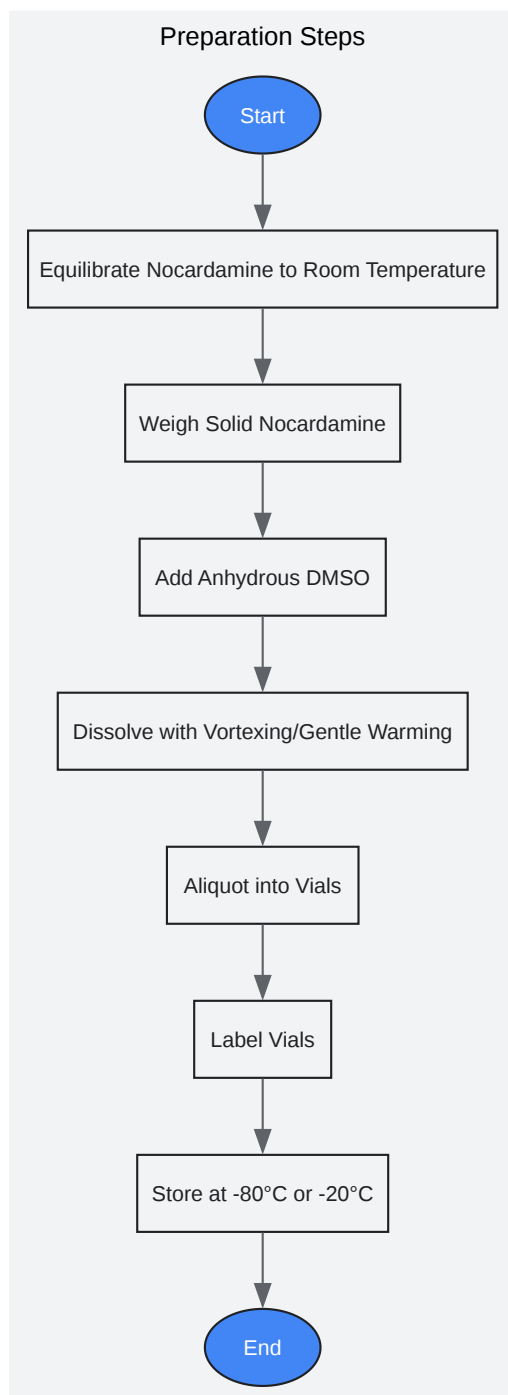 Preparation Steps
Start
Equilibrate Nocardamine to Room Temperature
Weigh Solid Nocardamine
Add Anhydrous DMSO
Dissolve with Vortexing/Gentle Warming
Aliquot into Vials
Label Vials
Store at -80°C or -20°C
End